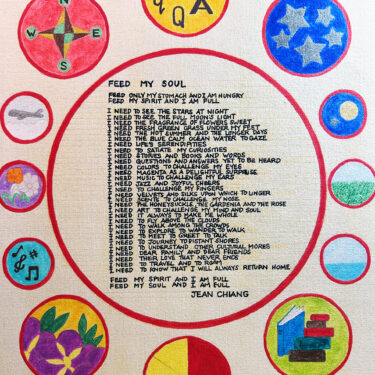 N
W E
S
Q A
FEED MY SOUL
FEED ONLY MY STOMACH AND I AM HUNGRY
FEED MY SPIRIT AND I AM FULL
I NEED TO SEE THE STARS AT NIGHT
I NEED TO SEE THE FULL MOON'S LIGHT
I NEED THE FRAGRANCE OF FLOWERS SWEET
I NEED FRESH GREEN GRASS UNDER MY FEET
I NEED THE HOT SUMMER AND THE LONGER DAYS
I NEED THE BLUE CALM OCEAN WATER TO GAZE
I NEED LIFE'S SERENDIPITIES
I NEED TO SATIATE MY CURIOSITIES
I NEED STORIES AND BOOKS AND WORDS
I NEED QUESTIONS AND ANSWERS YET TO BE HEARD
I NEED COLORS TO CHALLENGE MY EYES
I NEED MAGENTA AS A DELIGHTFUL SURPRISE
I NEED MUSIC TO CHALLENGE MY EARS
I NEED JAZZ AND JOYFUL CHEERS
I NEED TO CHALLENGE MY FINGERS
I NEED VELVETS AND SILKS UPON WHICH TO LINGER
I NEED SCENTS TO CHALLENGE MY NOSE
I NEED THE HONEYSUCKLE THE GARDENIA AND THE ROSE
I NEED ART TO CHALLENGE MY MIND AND SOUL
I NEED IT ALWAYS TO MAKE ME WHOLE
I NEED TO FLY ABOVE THE CLOUDS
I NEED TO WALK AMONG THE CROWDS
I NEED TO EXPLORE TO WANDER TO WALK
I NEED TO MEET TO GREET TO TALK
I NEED TO JOURNEY TO DISTANT SHORES
I NEED TO UNDERSTAND OTHER CULTURAL MORES
I NEED DEAR FAMILY AND DEAR FRIENDS
I NEED THEIR LOVE THAT NEVER ENDS
I NEED TO TRAVEL AND TO ROAM
I NEED TO KNOW THAT I WILL ALWAYS RETURN HOME
FEED MY SPIRIT AND I AM FULL
FEED MY SOUL AND I AM FULL
JEAN CHIANG